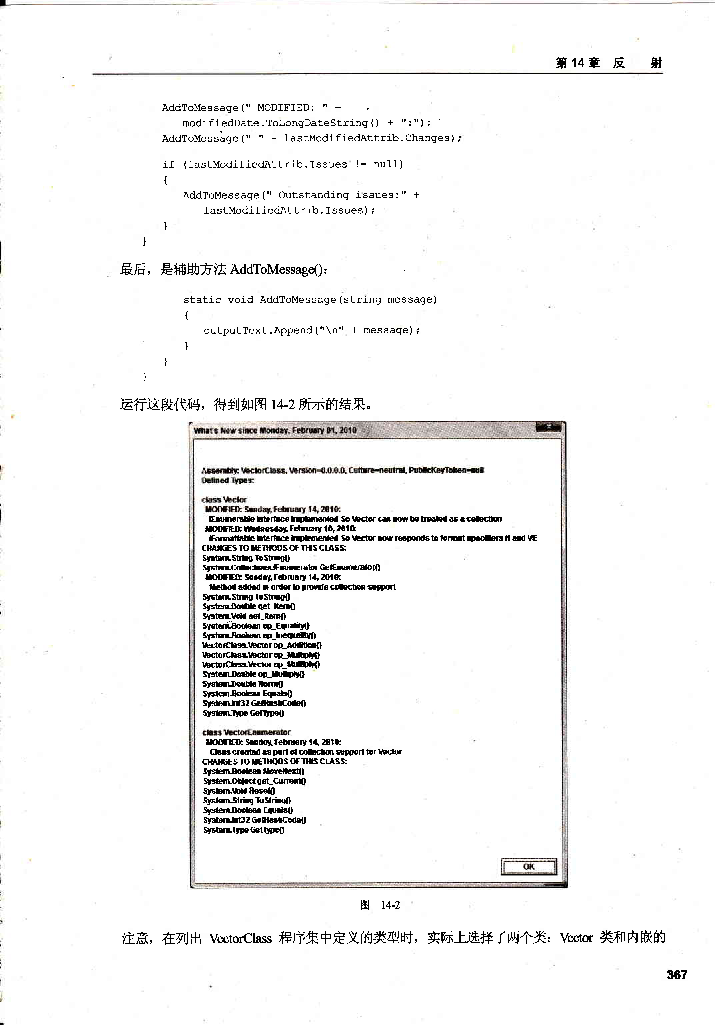 第14章 反 射
AddToMessage(" MODIFIED: " +
modifiedDate.ToLongDateString() + ":");
AddToMessage(" " + lastModifiedAttrib.Changes);
if (lastModifiedAttrib.Issues != null)
{
AddToMessage(" Outstanding issues:" +
lastModifiedAttrib.Issues);
}
}
最后，是辅助方法 AddToMessage()：
static void AddToMessage(string message)
{
outputText.Append("\n" + message);
}
}
}
运行这段代码，得到如图 14-2 所示的结果。
What's New since Monday, February 01, 2010
Assembly: VectorClass, Version=0.0.0.0, Culture=neutral, PublicKeyToken=null
Defined Types:
class Vector
MODIFIED: Sunday, February 14, 2010:
IEnumerable interface implemented So Vector can now be treated as a collection
MODIFIED: Wednesday, February 10, 2010:
IFormattable interface implemented So Vector now responds to format specifiers N and VE
CHANGES TO METHODS OF THIS CLASS:
System.String ToString()
System.Collections.IEnumerator GetEnumerator()
MODIFIED: Sunday, February 14, 2010:
Method added in order to provide collection support
System.String ToString()
System.Double get_Item()
System.Void set_Item()
System.Boolean op_Equality()
System.Boolean op_Inequality()
VectorClass.Vector op_Addition()
VectorClass.Vector op_Multiply()
VectorClass.Vector op_Multiply()
System.Double op_Multiply()
System.Double Norm()
System.Boolean Equals()
System.Int32 GetHashCode()
System.Type GetType()
class VectorEnumerator
MODIFIED: Sunday, February 14, 2010:
Class created as part of collection support for Vector
CHANGES TO METHODS OF THIS CLASS:
System.Boolean MoveNext()
System.Object get_Current()
System.Void Reset()
System.String ToString()
System.Boolean Equals()
System.Int32 GetHashCode()
System.Type GetType()
OK
图 14-2
注意，在列出 VectorClass 程序集中定义的类型时，实际上选择了两个类：Vector 类和内嵌的
367